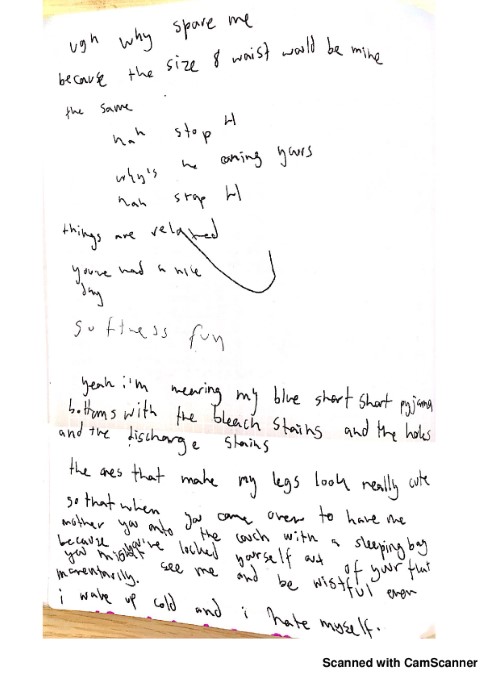 ugh why spare me
because the size 8 waist would be mine
the same
nah stop H
why's he coming yours
nah stop H
things are relaxed
you've had a nice
day
softness fun
yeah i'm wearing my blue short short pyjama
bottoms with the bleach stains and the holes
and the discharge stains
the ones that make my legs look really cute
so that when you come over to have me
mother you onto the couch with a sleeping bag
because you've locked yourself out of your flat
you might see me and be wistful even
momentarily.
i wake up cold and i hate myself.
Scanned with CamScanner